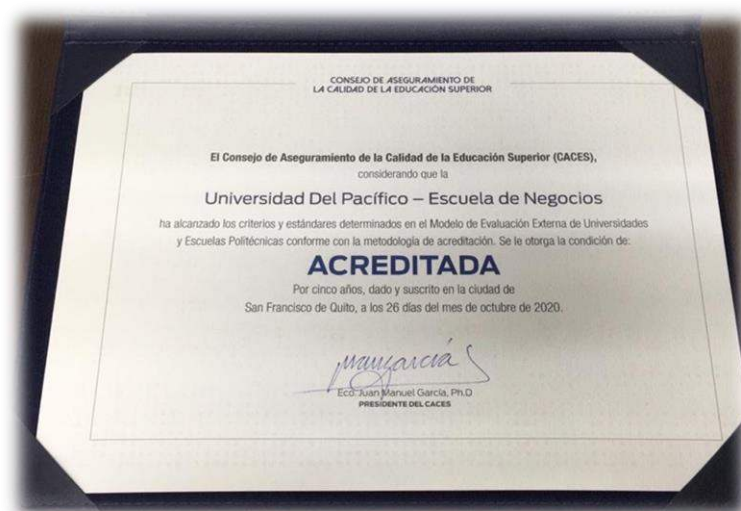 CONSEJO DE ASEGURAMIENTO DE
LA CALIDAD DE LA EDUCACIÓN SUPERIOR
El Consejo de Aseguramiento de la Calidad de la Educación Superior (CACES),
considerando que la
Universidad Del Pacífico – Escuela de Negocios
ha alcanzado los criterios y estándares determinados en el Modelo de Evaluación Externa de Universidades
y Escuelas Politécnicas conforme con la metodología de acreditación. Se le otorga la condición de:
ACREDITADA
Por cinco años, dado y suscrito en la ciudad de
San Francisco de Quito, a los 26 días del mes de octubre de 2020.
Eco. Juan Manuel García, Ph.D
PRESIDENTE DEL CACES